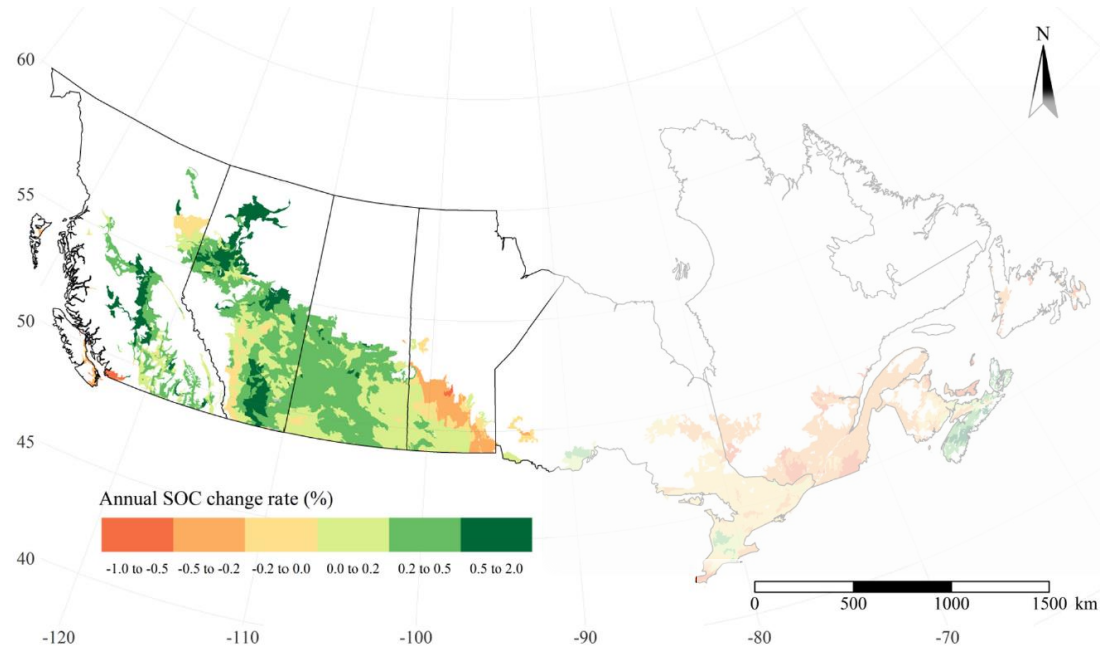 N
60
55
50
45
40
Annual SOC change rate (%)
-1.0 to -0.5 -0.5 to -0.2 -0.2 to 0.0 0.0 to 0.2 0.2 to 0.5 0.5 to 2.0
0 500 1000 1500 km
-120 -110 -100 -90 -80 -70